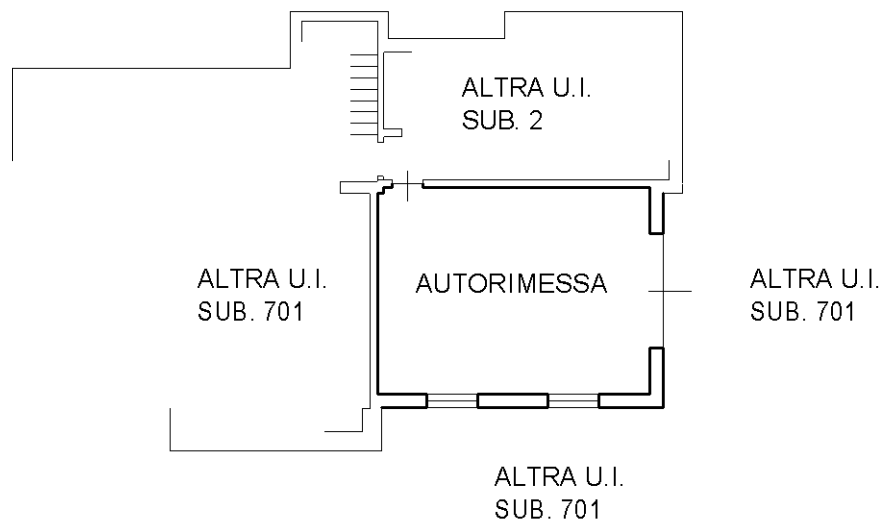 ALTRA U.I.
SUB. 2
ALTRA U.I.
SUB. 701
AUTORIMESSA
ALTRA U.I.
SUB. 701
ALTRA U.I.
SUB. 701